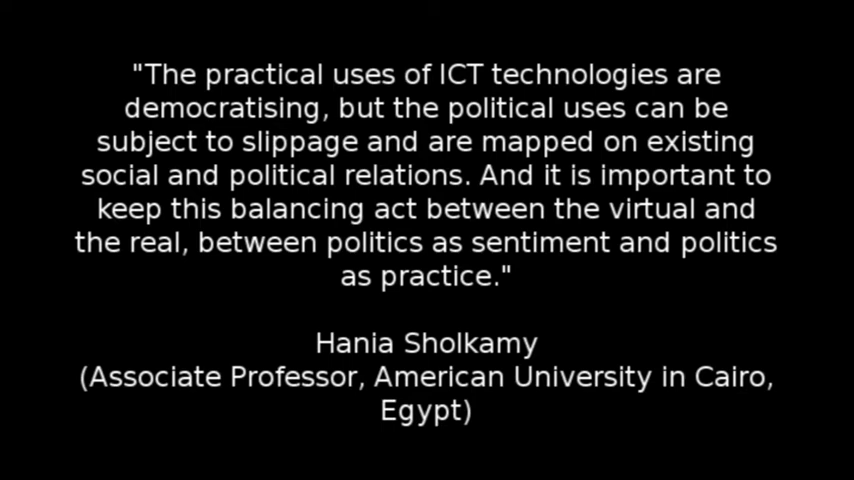 "The practical uses of ICT technologies are
democratising, but the political uses can be
subject to slippage and are mapped on existing
social and political relations. And it is important to
keep this balancing act between the virtual and
the real, between politics as sentiment and politics
as practice."
Hania Sholkamy
(Associate Professor, American University in Cairo,
Egypt)